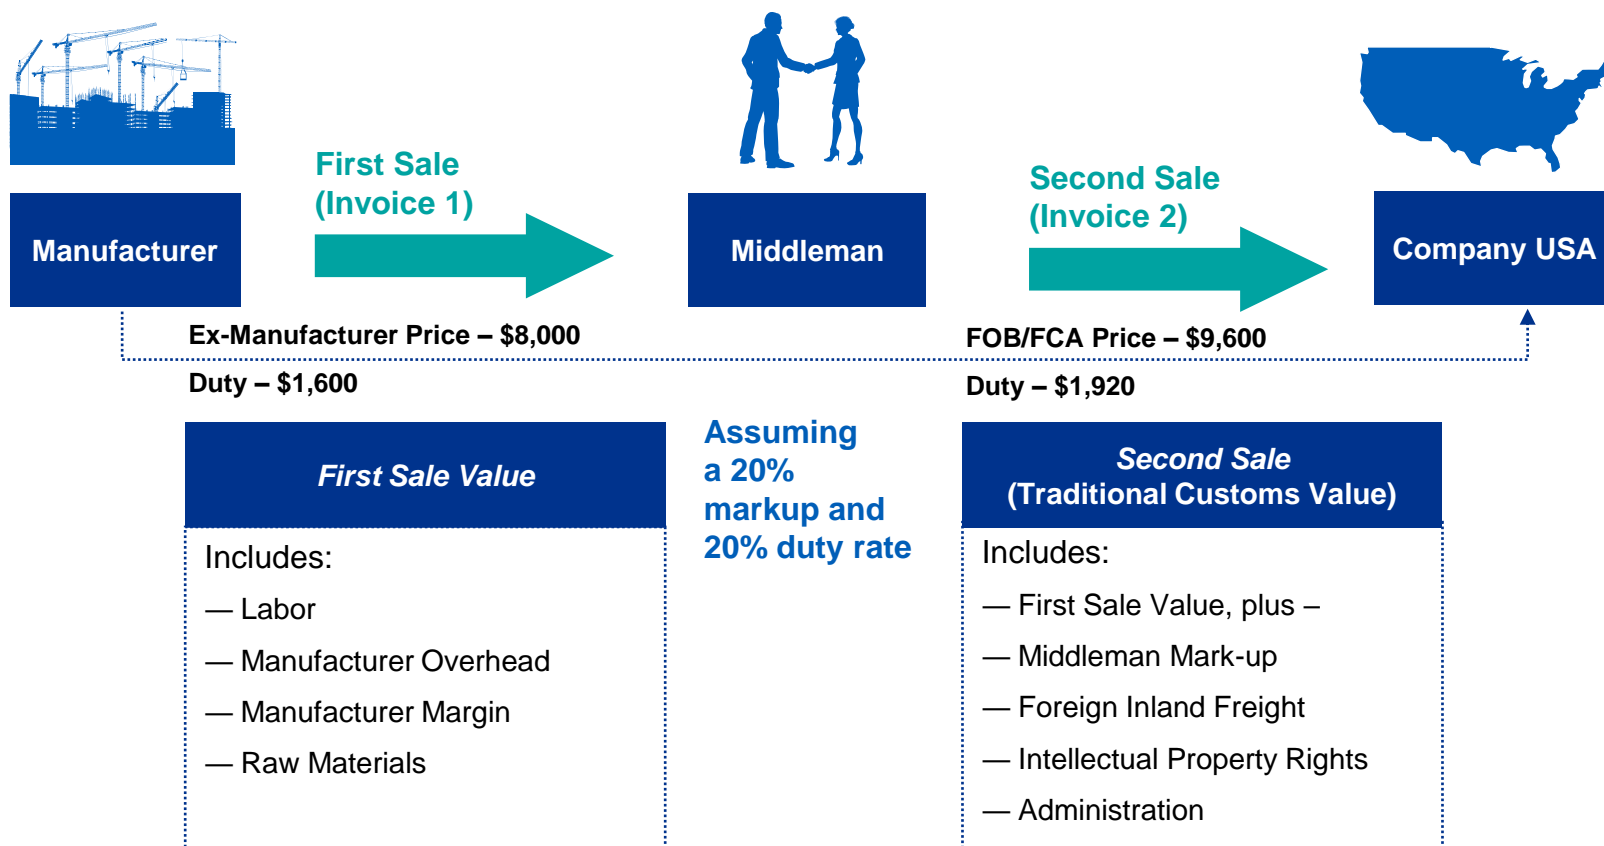 First Sale
(Invoice 1)
Second Sale
(Invoice 2)
Manufacturer
Middleman
Company USA
Ex-Manufacturer Price – $8,000
Duty – $1,600
FOB/FCA Price – $9,600
Duty – $1,920
First Sale Value
Includes:
— Labor
— Manufacturer Overhead
— Manufacturer Margin
— Raw Materials
Assuming
a 20%
markup and
20% duty rate
Second Sale
(Traditional Customs Value)
Includes:
— First Sale Value, plus –
— Middleman Mark-up
— Foreign Inland Freight
— Intellectual Property Rights
— Administration